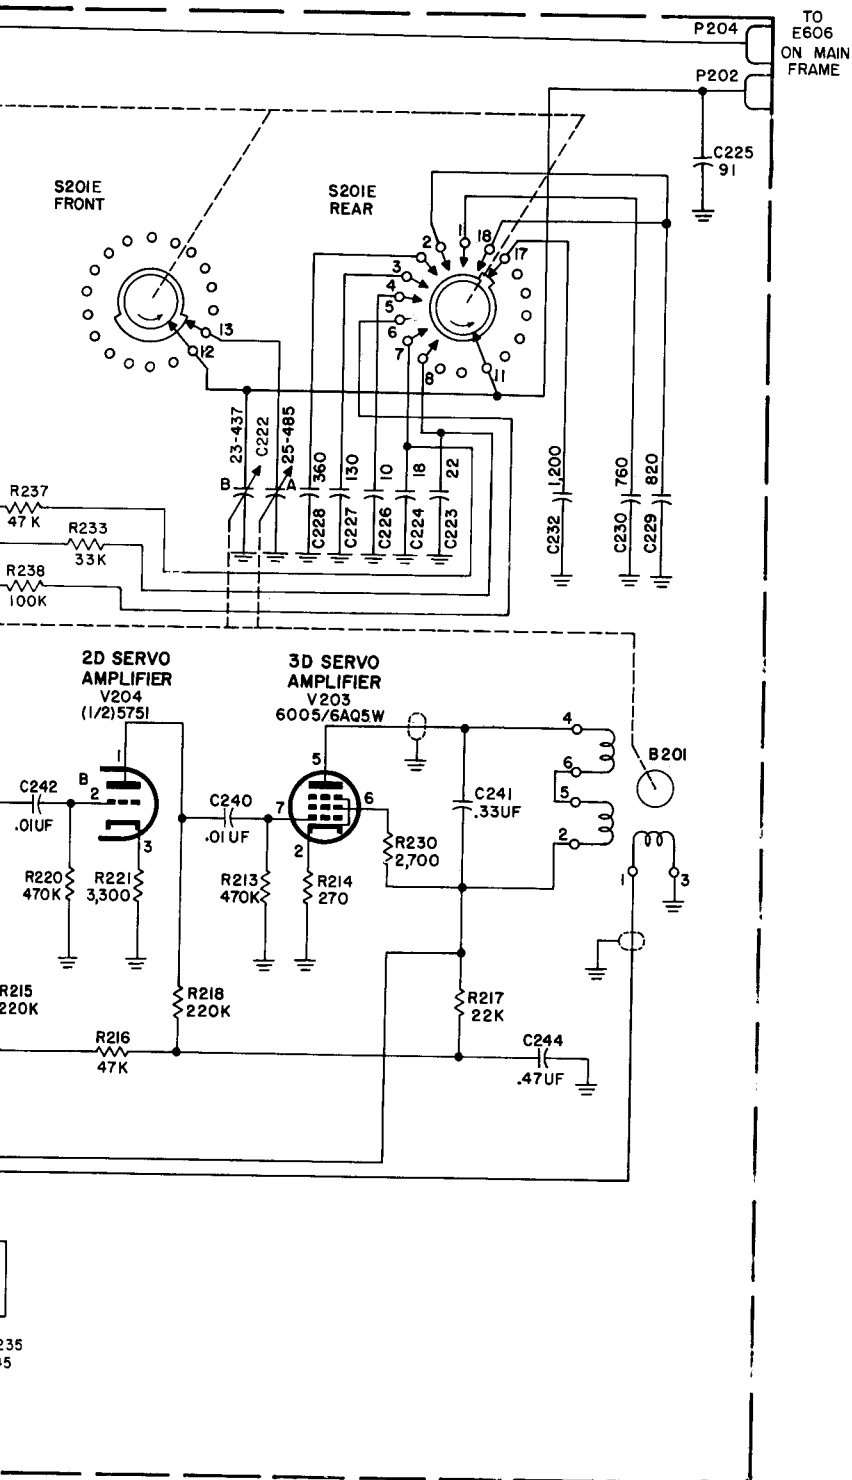 TO
E606
ON MAIN
FRAME
P204
P202
C225
91
S201E
FRONT
S201E
REAR
2
1
18
17
3
4
5
6
7
8
11
13
12
23-437
C222
25-485
B
A
360
130
10
18
22
1,200
760
820
C228
C227
C226
C224
C223
C232
C230
C229
R237
47 K
R233
33K
R238
100K
2D SERVO
AMPLIFIER
V204
(1/2)5751
3D SERVO
AMPLIFIER
V203
6005/6AQ5W
1
B
2
3
5
7
6
2
4
6
5
2
1
3
B201
C242
.01UF
C240
.01UF
C241
.33UF
R230
2,700
R220
470K
R221
3,300
R213
470K
R214
270
R215
220K
R218
220K
R217
22K
R216
47K
C244
.47UF
235